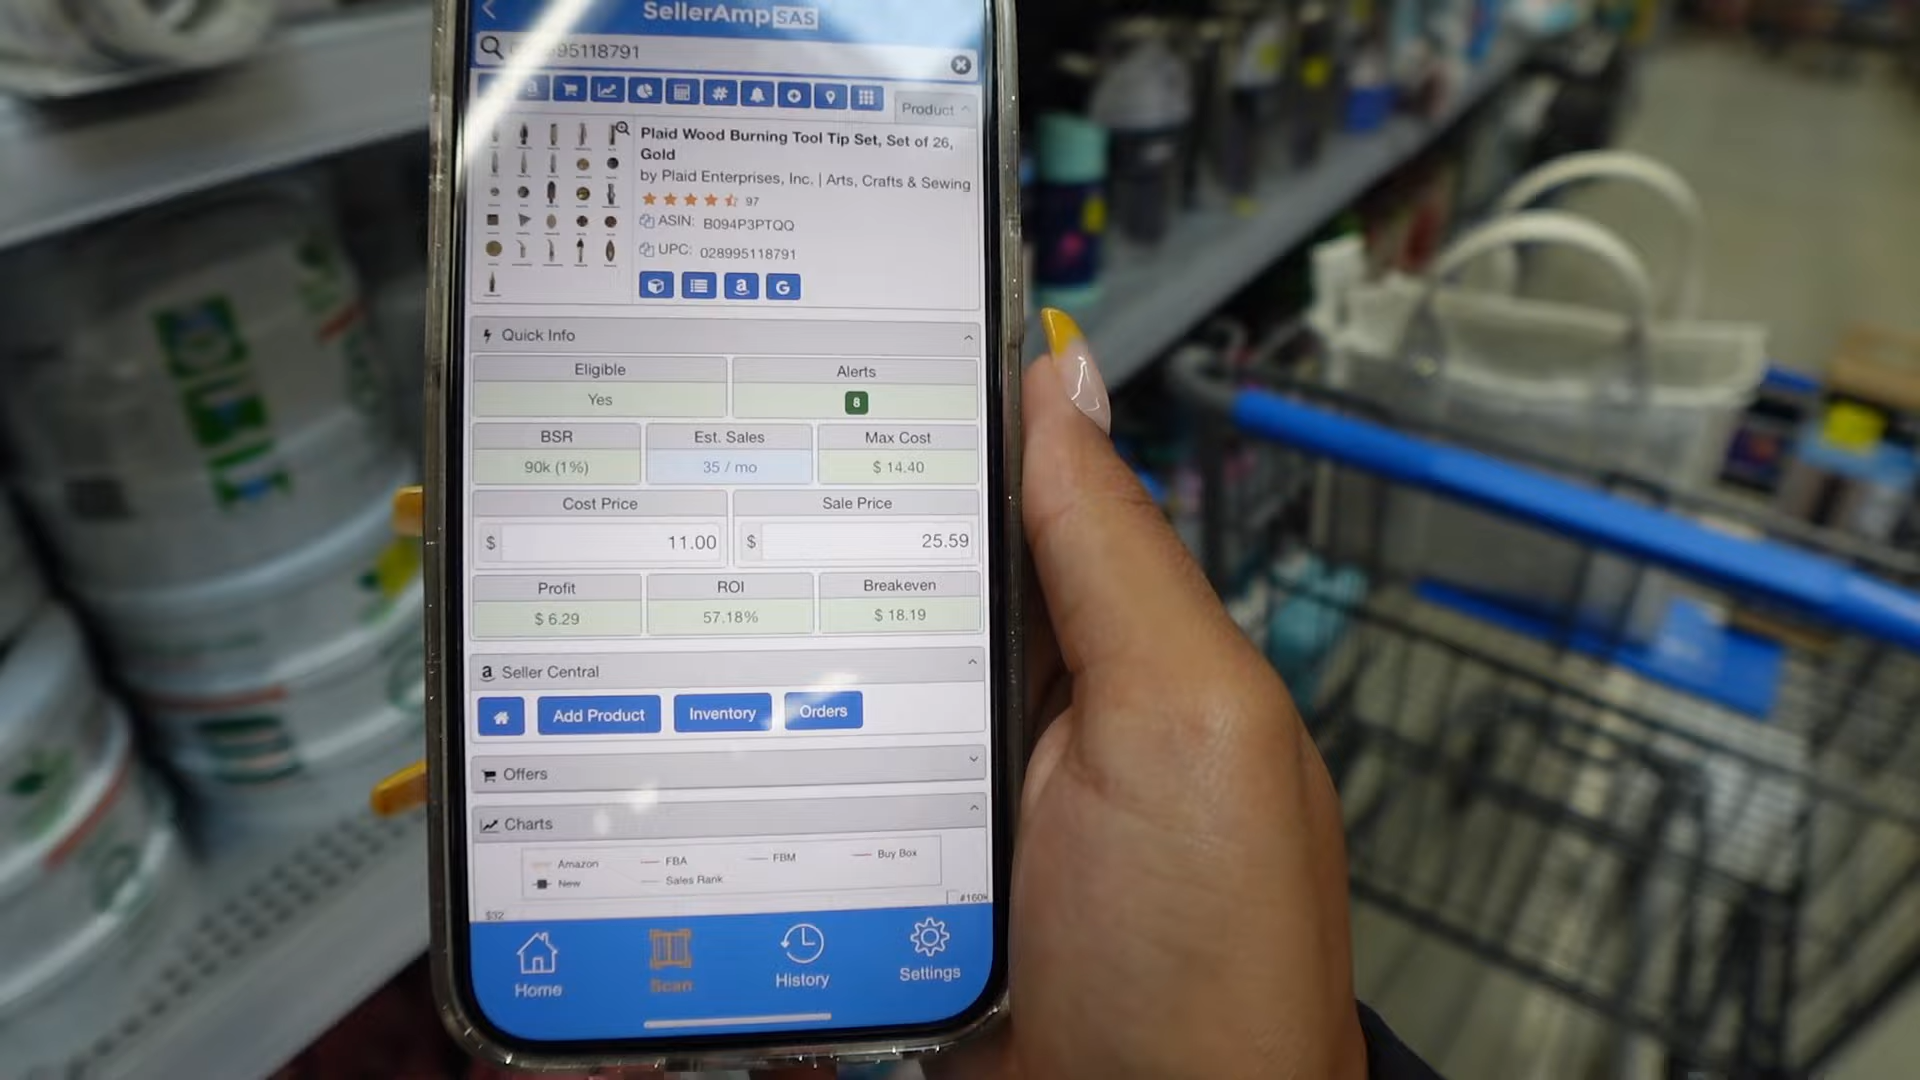 SellerAmp SAS
95118791
Product
Plaid Wood Burning Tool Tip Set, Set of 26,
Gold
by Plaid Enterprises, Inc. | Arts, Crafts & Sewing
97
ASIN: B094P3PTQQ
UPC: 028995118791
a G
Quick Info
Eligible Alerts
Yes 8
BSR Est. Sales Max Cost
90k (1%) 35 / mo $ 14.40
Cost Price Sale Price
$ 11.00 $ 25.59
Profit ROI Breakeven
$ 6.29 57.18% $ 18.19
a Seller Central
Add Product Inventory Orders
Offers
Charts
Amazon FBA FBM Buy Box
New Sales Rank
$32 #160k
Home Scan History Settings